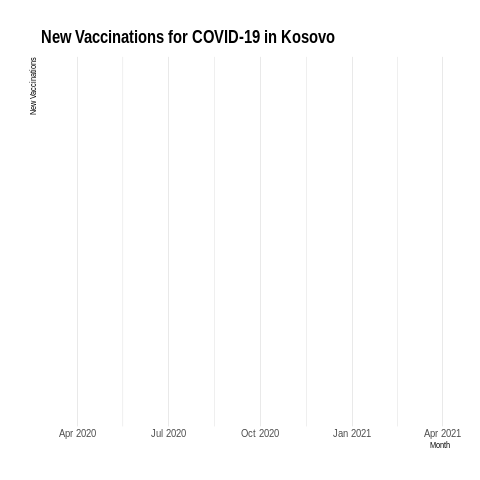 New Vaccinations for COVID-19 in Kosovo
New Vaccinations
Apr 2020 Jul 2020 Oct 2020 Jan 2021 Apr 2021
Month